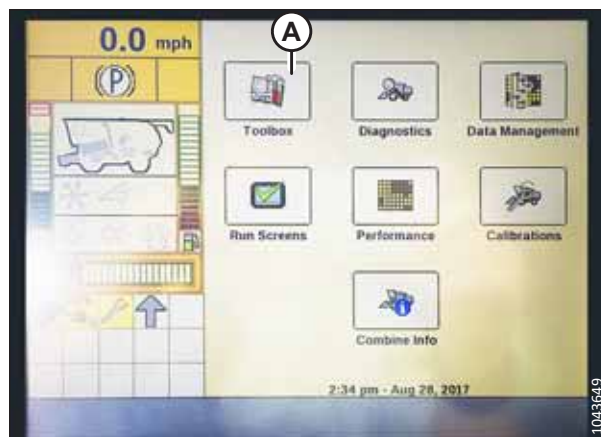 0.0 mph
A
(P)
Toolbox
Diagnostics
Data Management
Run Screens
Performance
Calibrations
i
Combine Info
2:34 pm - Aug 28, 2017
1043649